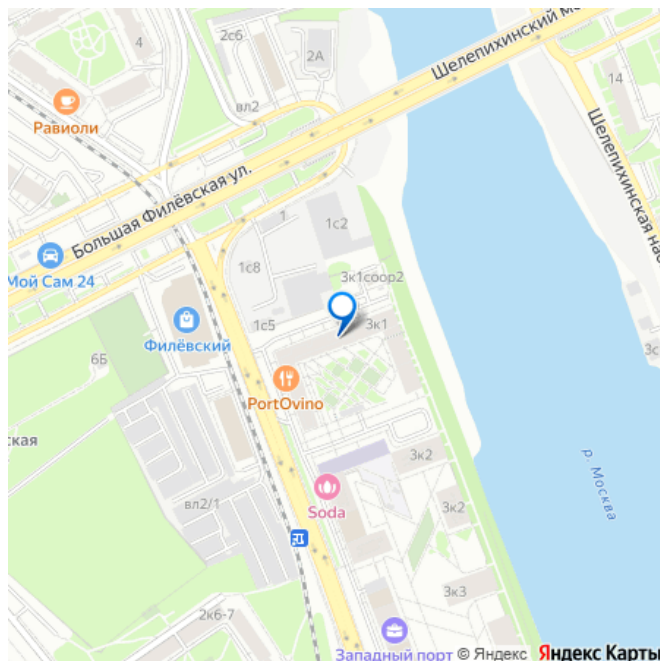 4
2с6
2А
Шелепихинский мо
14
вл2
Равиоли
Шелепихинская наб
Большая Филёвская ул.
1
1с2
1с8
3к1соор2
Мой Сам 24
1с5
3к1
Филёвский
6Б
PortOvino
ская
3к2
р. Москва
Soda
вл2/1
3к2
3к3
2к6-7
Западный порт
© Яндекс
Яндекс Карты